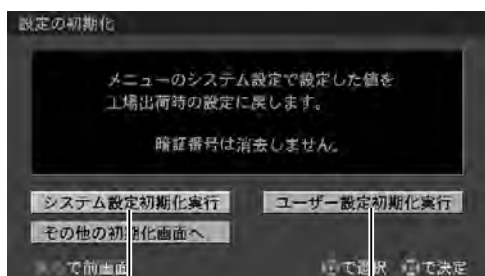 設定の初期化
メニューのシステム設定で設定した値を
工場出荷時の設定に戻します。
暗証番号は消去しません。
システム設定初期化実行
ユーザー設定初期化実行
その他の初期化画面へ
で前画面
で選択
で決定